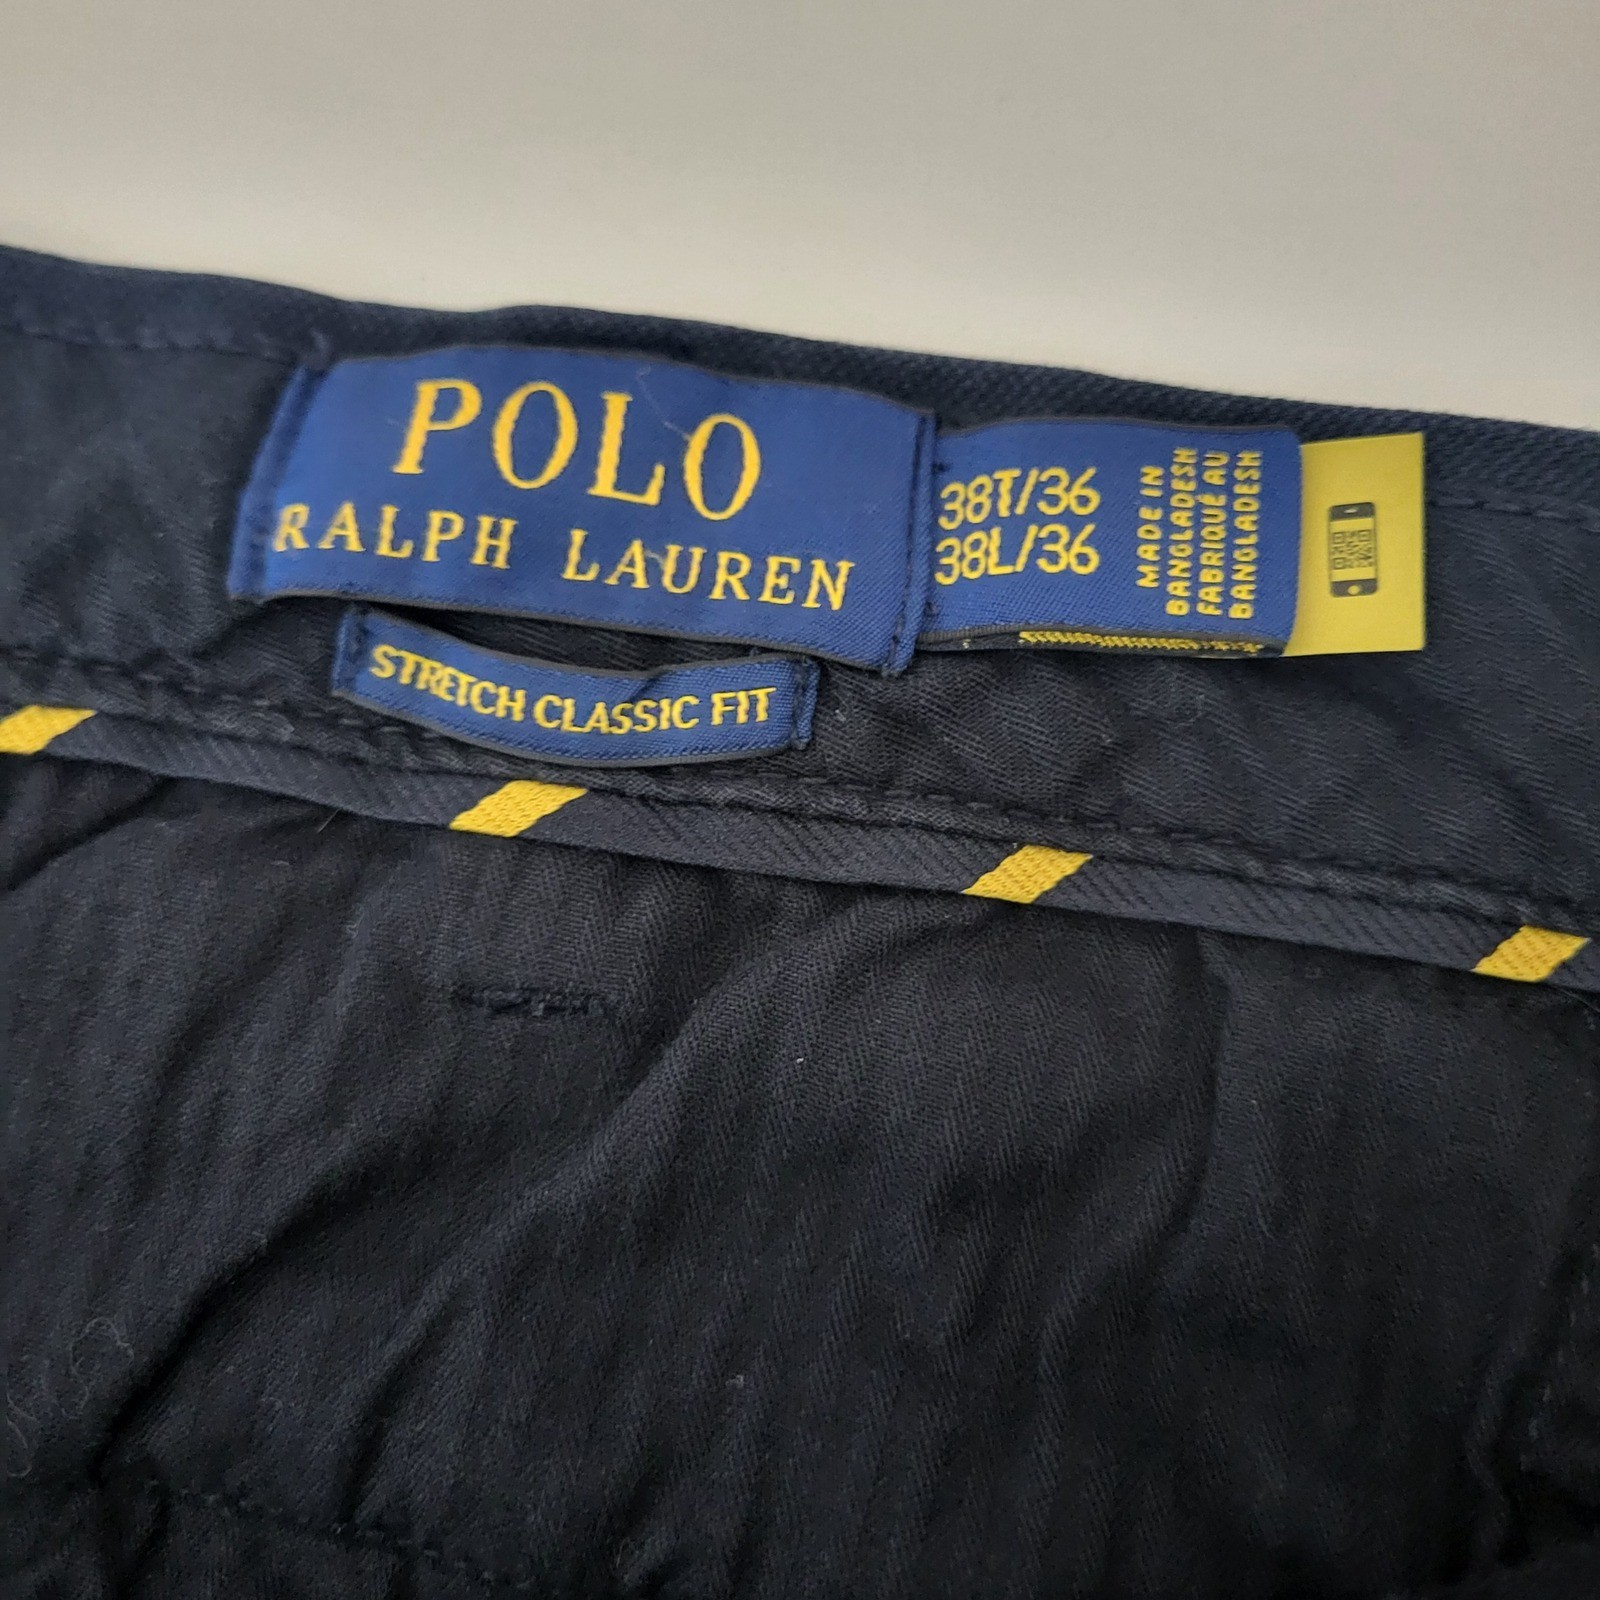 POLO
RALPH LAUREN
STRETCH CLASSIC FIT
38T/36
38L/36
MADE IN
BANGLADESH
FABRIQUÉ AU
BANGLADESH